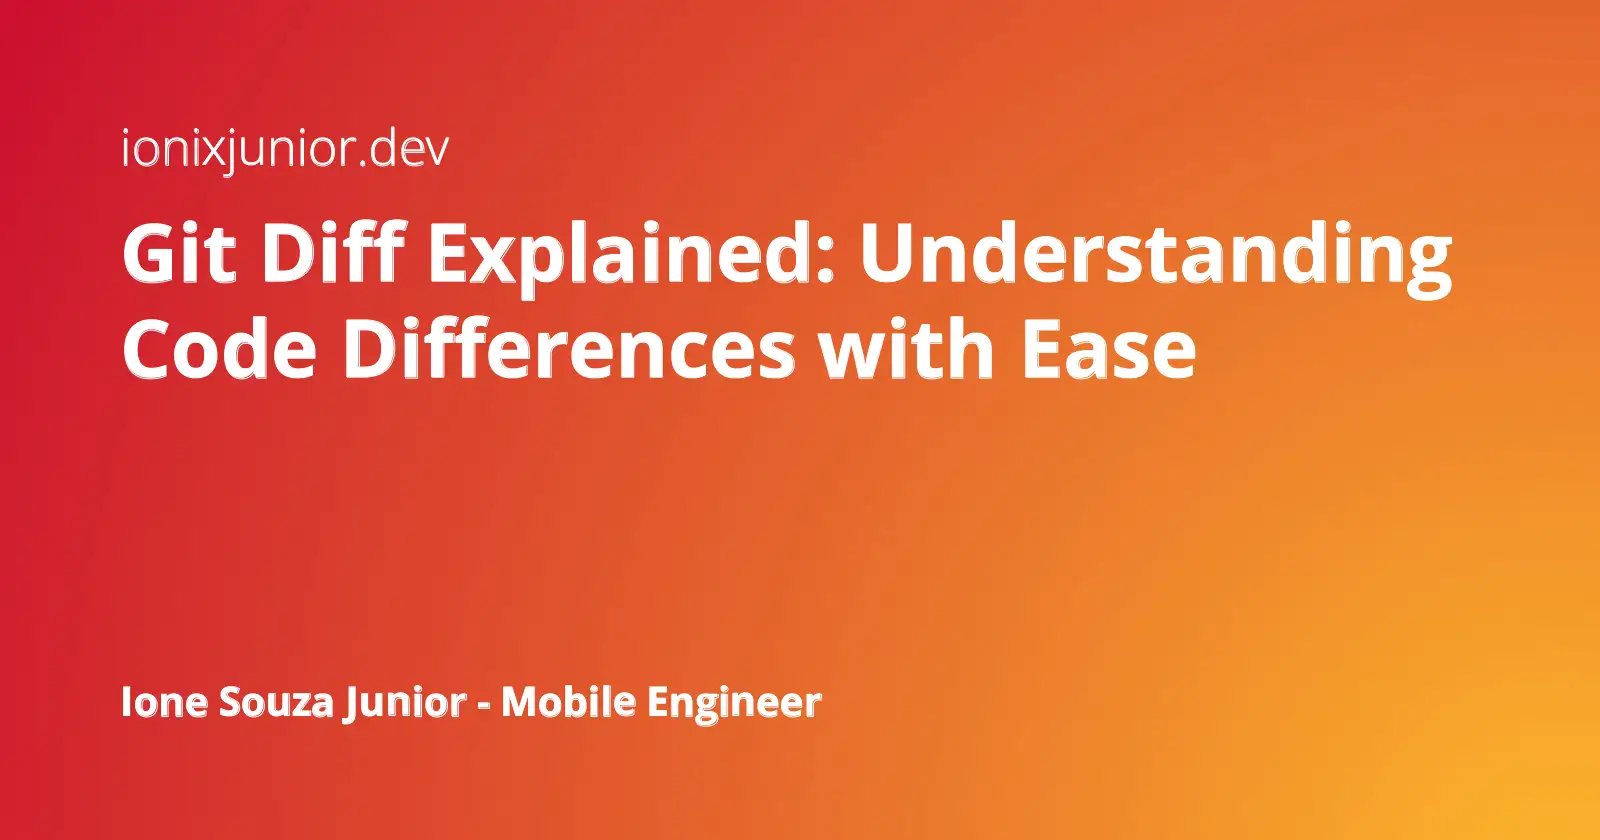 ionixjunior.dev
Git Diff Explained: Understanding
Code Differences with Ease
Ione Souza Junior - Mobile Engineer